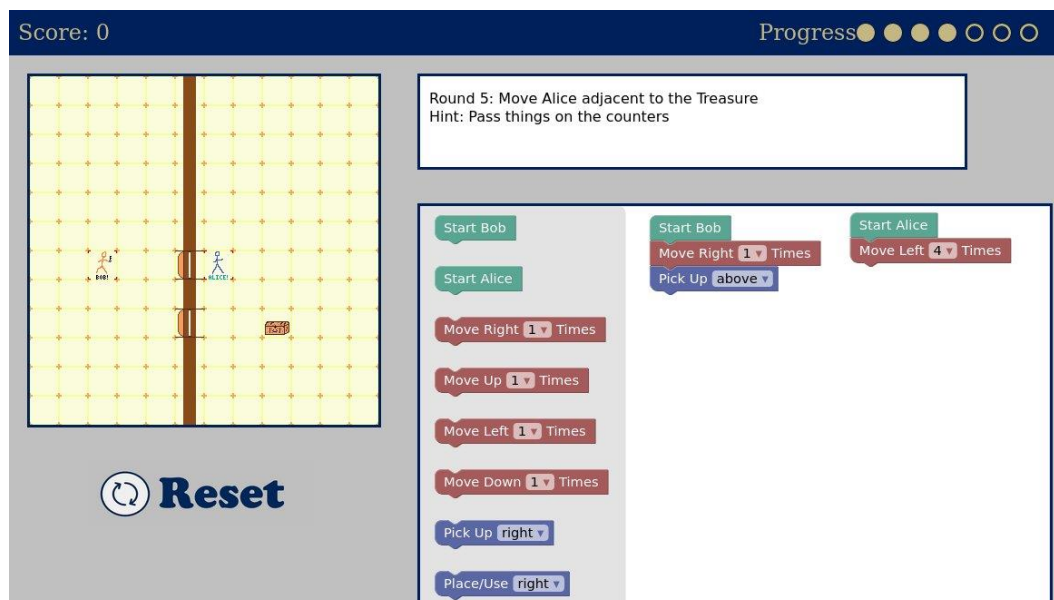 Score: 0
Progress
Round 5: Move Alice adjacent to the Treasure
Hint: Pass things on the counters
BOB!
ALICE!
Start Bob
Start Alice
Move Right 1 Times
Move Up 1 Times
Move Left 1 Times
Move Down 1 Times
Pick Up right
Place/Use right
Start Bob
Move Right 1 Times
Pick Up above
Start Alice
Move Left 4 Times
Reset